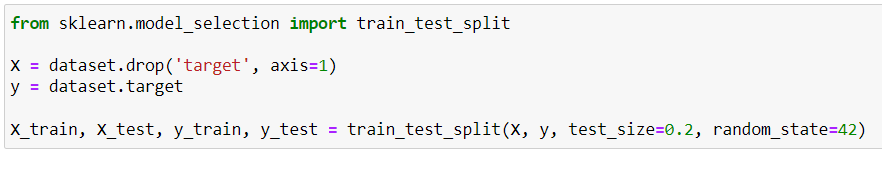 from sklearn.model_selection import train_test_split
X = dataset.drop('target', axis=1)
y = dataset.target
X_train, X_test, y_train, y_test = train_test_split(X, y, test_size=0.2, random_state=42)